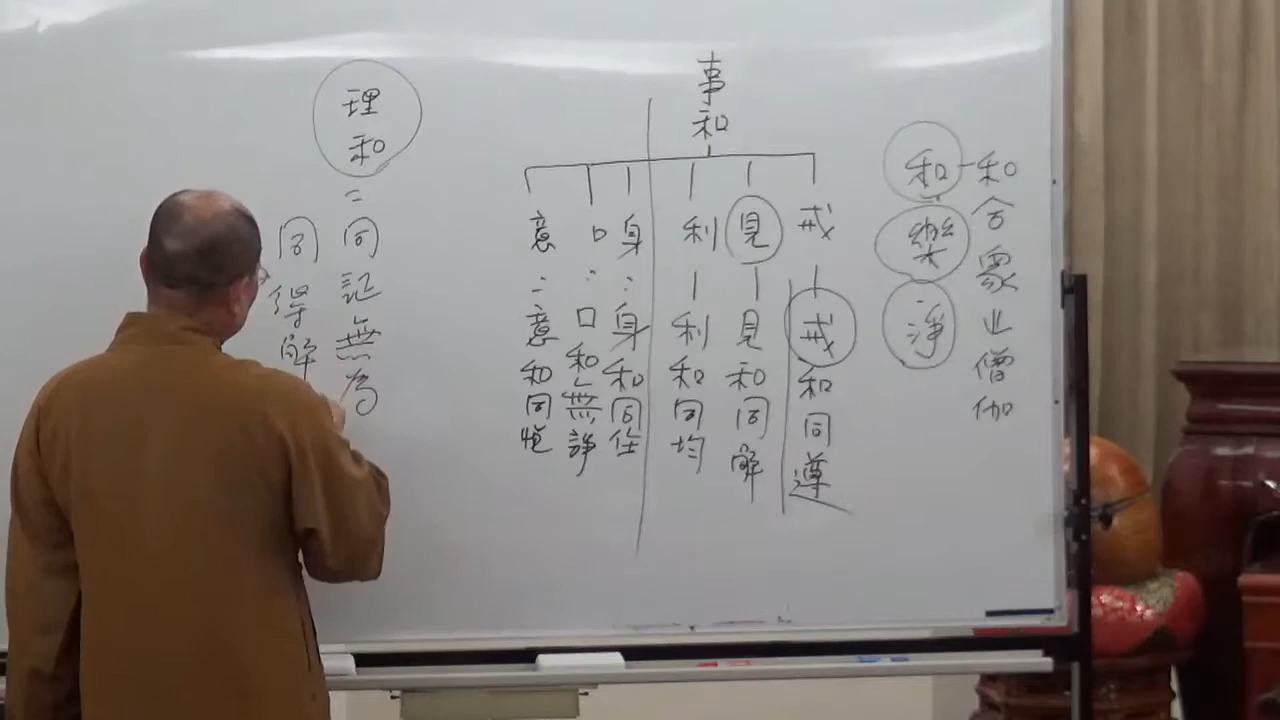 和合眾业僧伽
和樂淨
事和
戒戒和同遵
見見和同解
利利和同均
身：身和同住
口：口和無諍
意：意和同悅
理和=同証無為
同得解